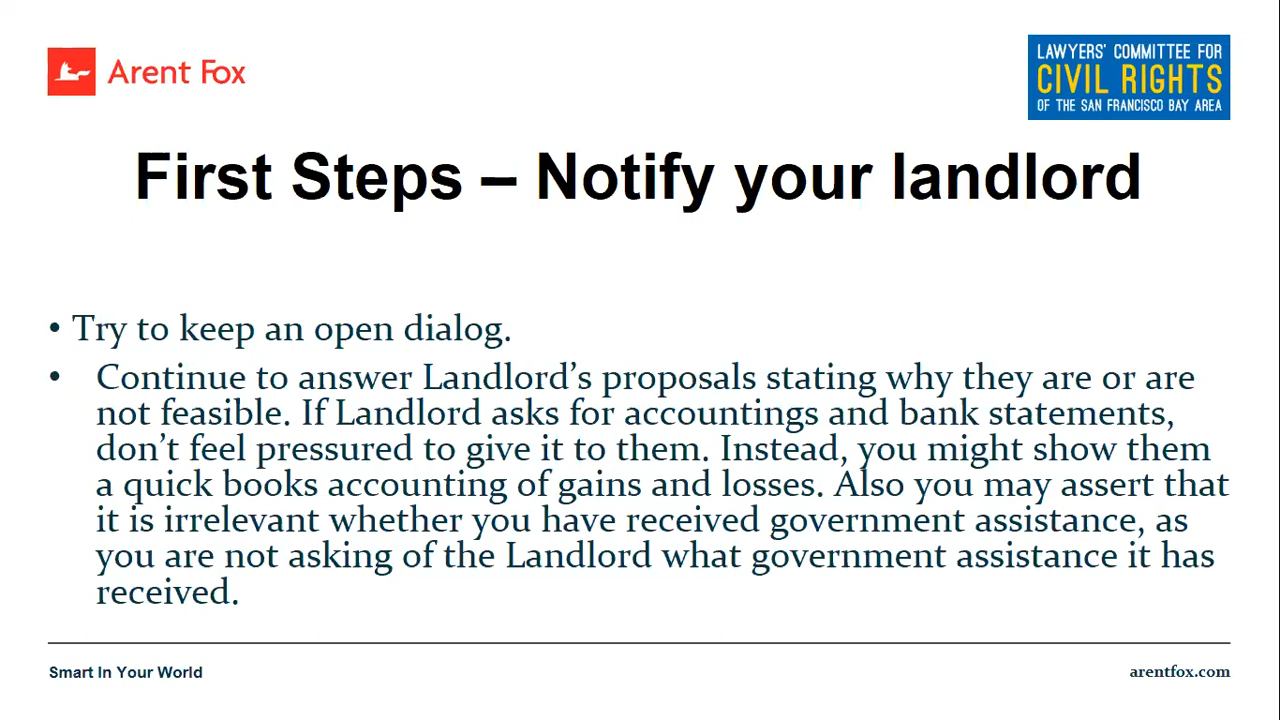 Arent Fox
LAWYERS' COMMITTEE FOR
CIVIL RIGHTS
OF THE SAN FRANCISCO BAY AREA
First Steps – Notify your landlord
• Try to keep an open dialog.
• Continue to answer Landlord’s proposals stating why they are or are
not feasible. If Landlord asks for accountings and bank statements,
don’t feel pressured to give it to them. Instead, you might show them
a quick books accounting of gains and losses. Also you may assert that
it is irrelevant whether you have received government assistance, as
you are not asking of the Landlord what government assistance it has
received.
Smart In Your World
arentfox.com